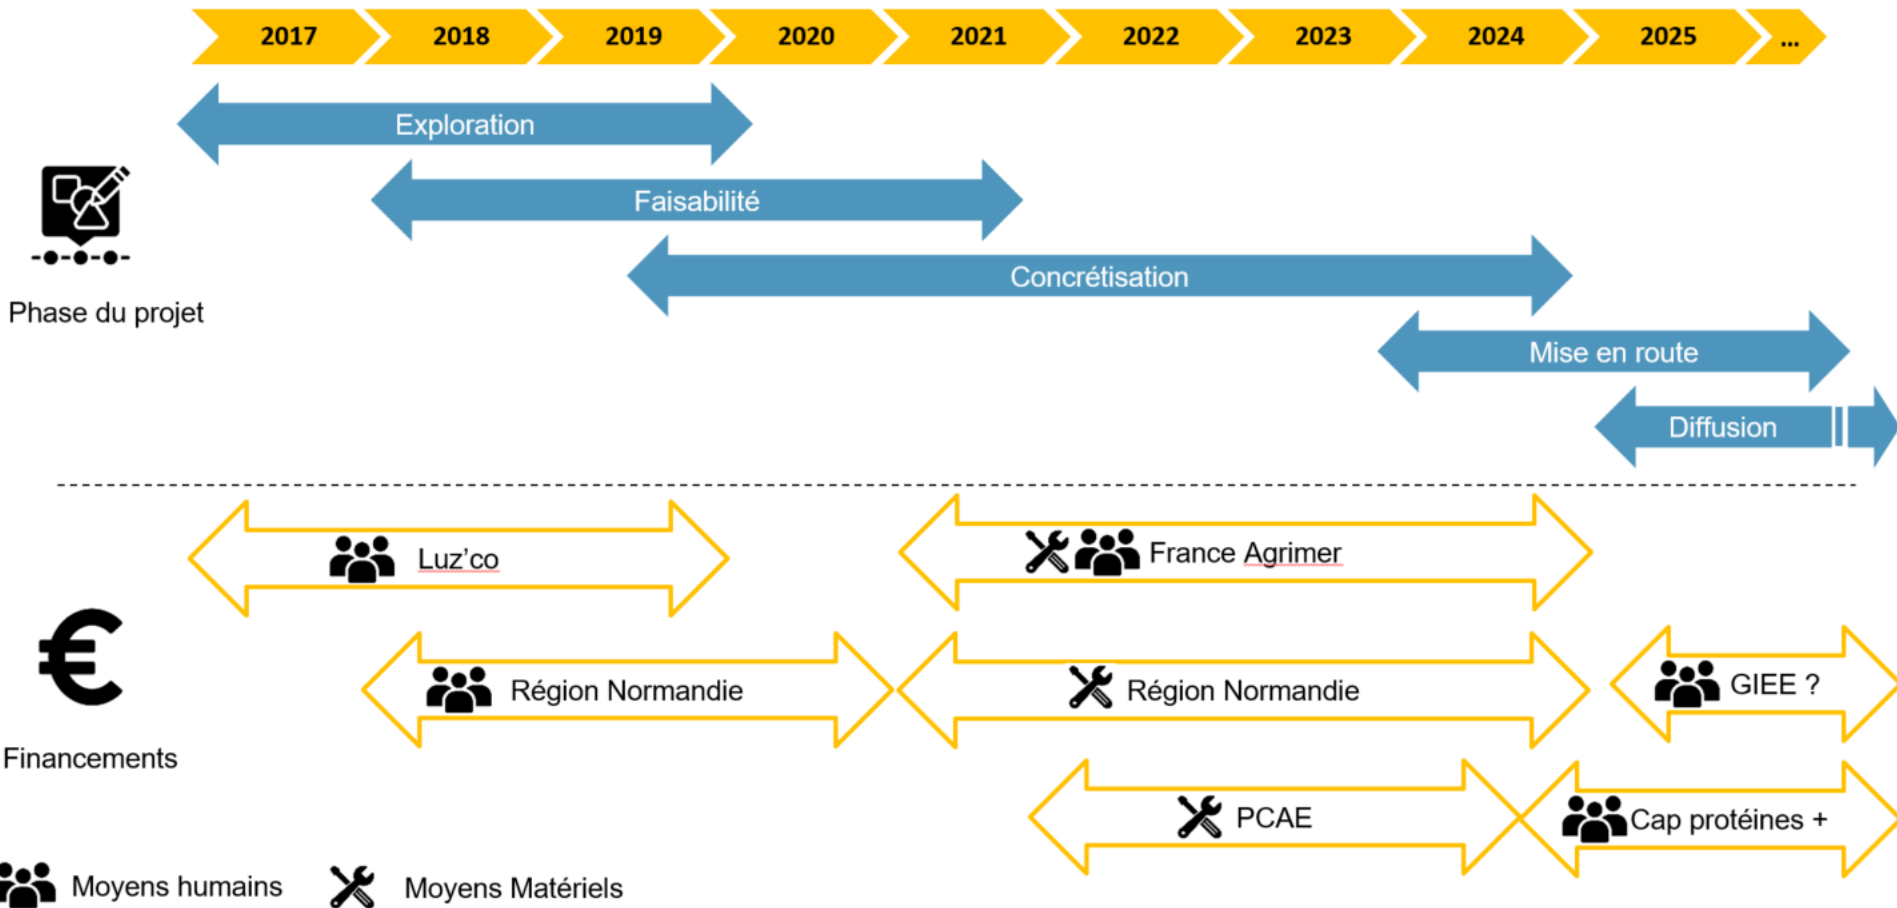 2017 2018 2019 2020 2021 2022 2023 2024 2025 ...
Exploration
Faisabilité
Concrétisation
Phase du projet
Mise en route
Diffusion
Luz’co
France Agrimer
Région Normandie
Région Normandie
GIEE ?
Financements
PCAE
Cap protéines +
Moyens humains
Moyens Matériels